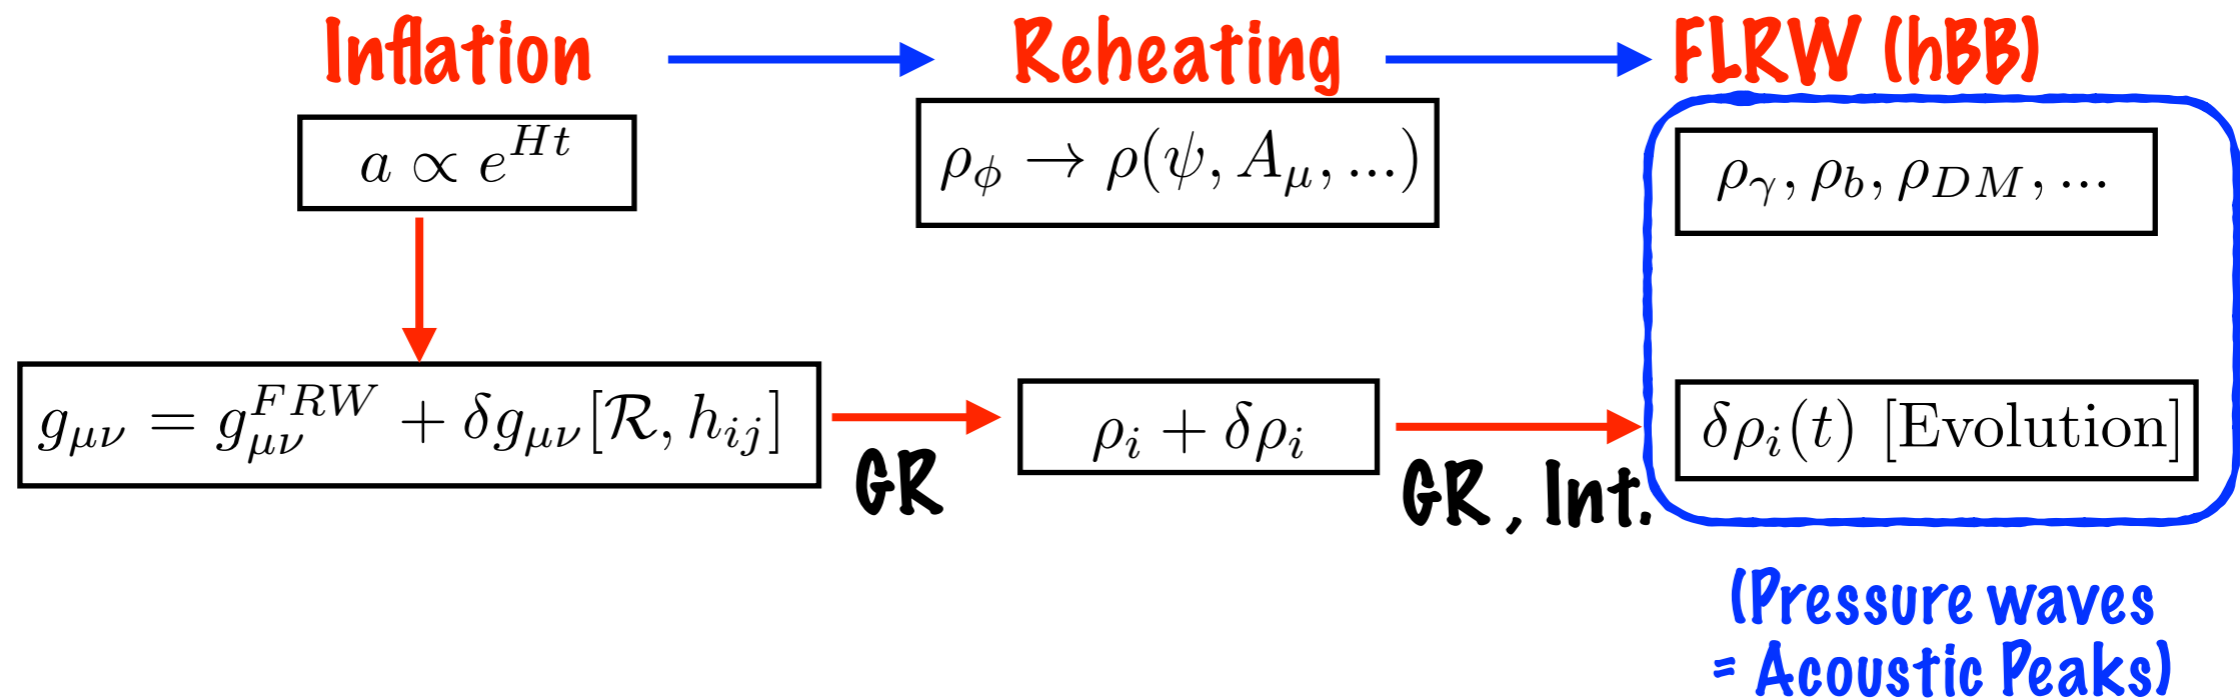 Inflation Reheating FLRW (hBB)
a ∝ e^{Ht} ρ_ϕ → ρ(ψ, A_μ, ...) ρ_γ, ρ_b, ρ_{DM}, ...
g_{μν} = g_{μν}^{FRW} + δg_{μν}[ℛ, h_{ij}] ρ_i + δρ_i δρ_i(t) [Evolution]
GR GR , Int.
(Pressure waves
= Acoustic Peaks)